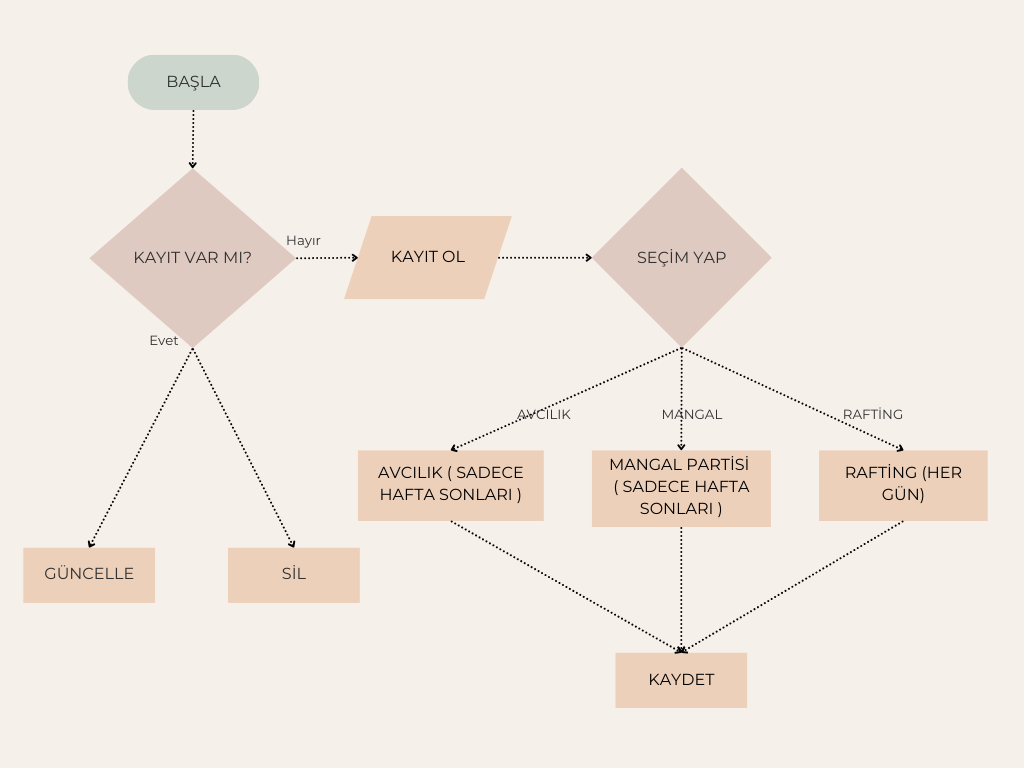 BAŞLA
KAYIT VAR MI?
Hayır
KAYIT OL
SEÇİM YAP
Evet
AVCILIK
MANGAL
RAFTİNG
AVCILIK ( SADECE
HAFTA SONLARI )
MANGAL PARTİSİ
( SADECE HAFTA
SONLARI )
RAFTİNG (HER
GÜN)
GÜNCELLE
SİL
KAYDET